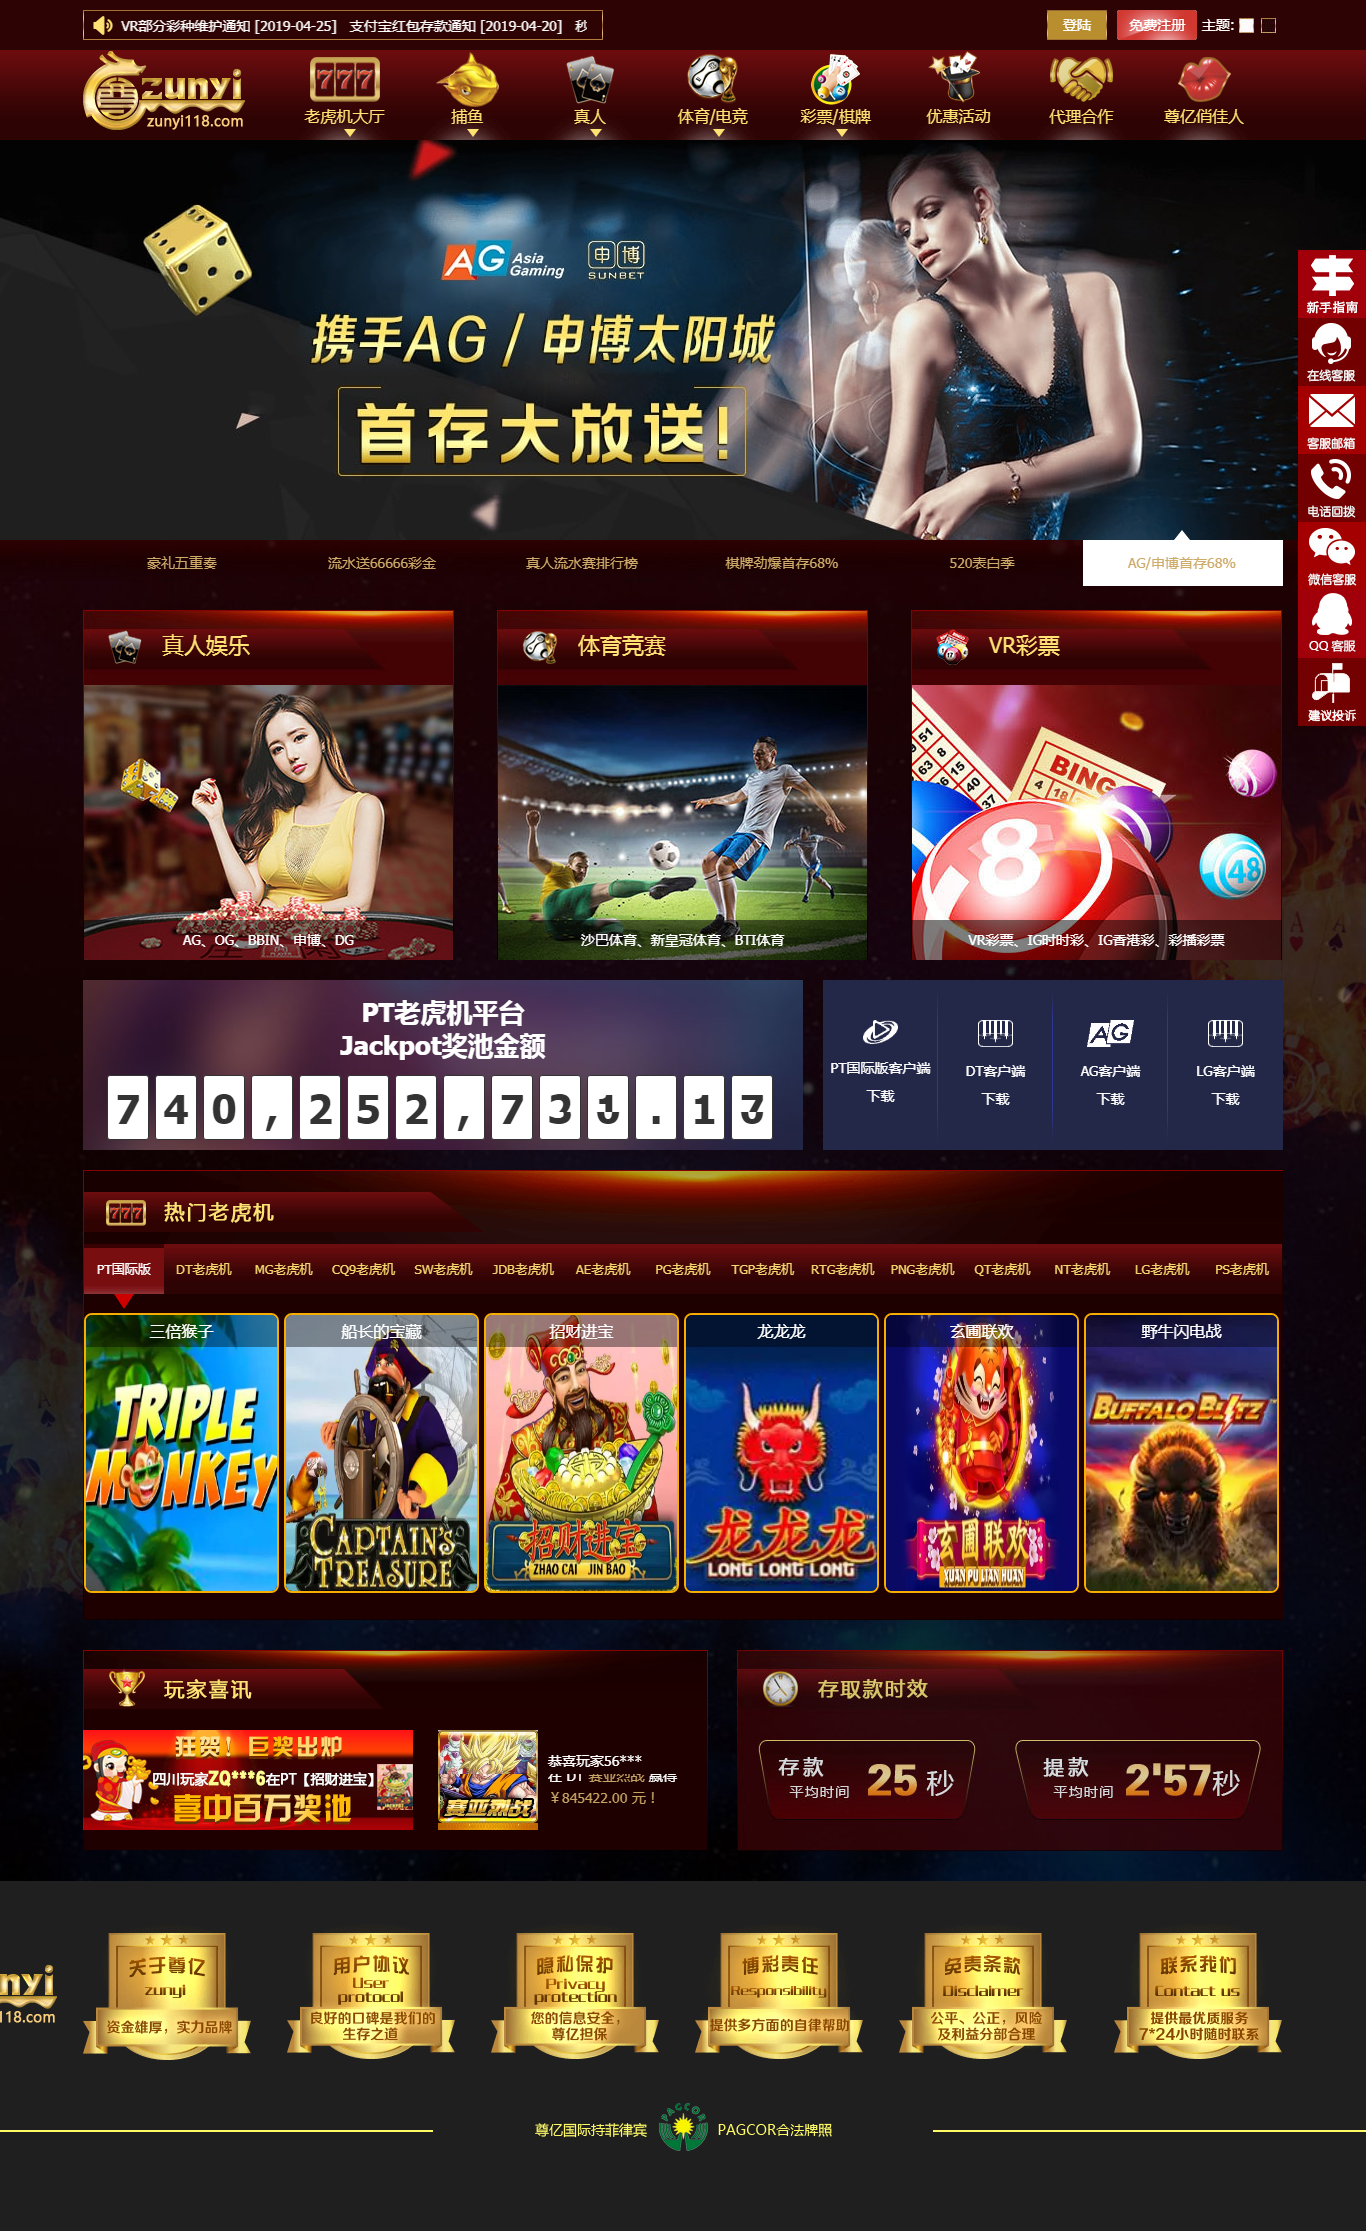 VR部分彩种维护通知 [2019-04-25] 支付宝红包存款通知 [2019-04-20]
登陆
免费注册
主题:
zunyi
zunyi118.com
老虎机大厅
捕鱼
真人
体育/电竞
彩票/棋牌
优惠活动
代理合作
尊亿俏佳人
AG Asia Gaming
申博
SUNBET
携手AG / 申博太阳城
首存大放送!
新手指南
在线客服
客服邮箱
电话回拨
微信客服
QQ 客服
建议投诉
豪礼五重奏
流水送66666彩金
真人流水赛排行榜
棋牌劲爆首存68%
520表白季
AG/申博首存68%
真人娱乐
体育竞赛
VR彩票
BING
8
48
AG、OG、BBIN、申博、DG
沙巴体育、新皇冠体育、BTI体育
VR彩票、IG时时彩、IG香港彩、彩播彩票
PT老虎机平台
Jackpot奖池金额
740,252,73
PT国际版客户端
下载
DT客户端
下载
AG
AG客户端
下载
LG客户端
下载
777
热门老虎机
PT国际版
DT老虎机
MG老虎机
CQ9老虎机
SW老虎机
JDB老虎机
AE老虎机
PG老虎机
TGP老虎机
RTG老虎机
PNG老虎机
QT老虎机
NT老虎机
LG老虎机
PS老虎机
三倍猴子
船长的宝藏
招财进宝
龙龙龙
玄圃联欢
野牛闪电战
TRIPLE
MONKEY
CAPTAIN'S
TREASURE
招财进宝
ZHAO CAI JIN BAO
龙龙龙
LONG LONG LONG
玄圃联欢
XUAN PU LIAN HUAN
BUFFALO BLITZ
玩家喜讯
存取款时效
狂贺！巨奖出炉
四川玩家ZQ***6在PT【招财进宝】
喜中百万奖池
赛亚烈战
恭喜玩家56***
在 DT 赛亚烈战 赢得
￥845422.00 元！
存款
平均时间
25 秒
提款
平均时间
2'57秒
nyi
118.com
关于尊亿
zunyi
资金雄厚，实力品牌
用户协议
User
protocol
良好的口碑是我们的
生存之道
隐私保护
Privacy
protection
您的信息安全，
尊亿担保
博彩责任
Responsibility
提供多方面的自律帮助
免责条款
Disclaimer
公平、公正，风险
及利益分部合理
联系我们
Contact us
提供最优质服务
7*24小时随时联系
尊亿国际持菲律宾
PAGCOR
PAGCOR合法牌照